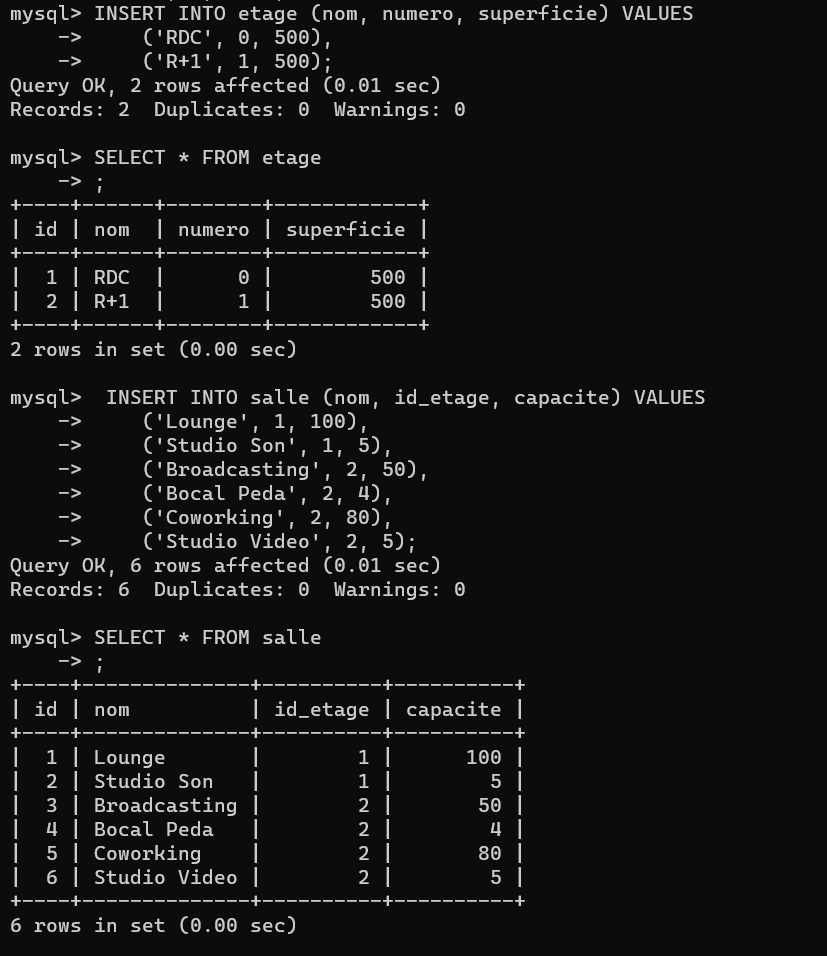 mysql> INSERT INTO etage (nom, numero, superficie) VALUES
    ->     ('RDC', 0, 500),
    ->     ('R+1', 1, 500);
Query OK, 2 rows affected (0.01 sec)
Records: 2  Duplicates: 0  Warnings: 0

mysql> SELECT * FROM etage
    -> ;
+----+------+--------+------------+
| id | nom  | numero | superficie |
+----+------+--------+------------+
|  1 | RDC  |      0 |        500 |
|  2 | R+1  |      1 |        500 |
+----+------+--------+------------+
2 rows in set (0.00 sec)

mysql>  INSERT INTO salle (nom, id_etage, capacite) VALUES
    ->     ('Lounge', 1, 100),
    ->     ('Studio Son', 1, 5),
    ->     ('Broadcasting', 2, 50),
    ->     ('Bocal Peda', 2, 4),
    ->     ('Coworking', 2, 80),
    ->     ('Studio Video', 2, 5);
Query OK, 6 rows affected (0.01 sec)
Records: 6  Duplicates: 0  Warnings: 0

mysql> SELECT * FROM salle
    -> ;
+----+--------------+----------+----------+
| id | nom          | id_etage | capacite |
+----+--------------+----------+----------+
|  1 | Lounge       |        1 |      100 |
|  2 | Studio Son   |        1 |        5 |
|  3 | Broadcasting |        2 |       50 |
|  4 | Bocal Peda   |        2 |        4 |
|  5 | Coworking    |        2 |       80 |
|  6 | Studio Video |        2 |        5 |
+----+--------------+----------+----------+
6 rows in set (0.00 sec)